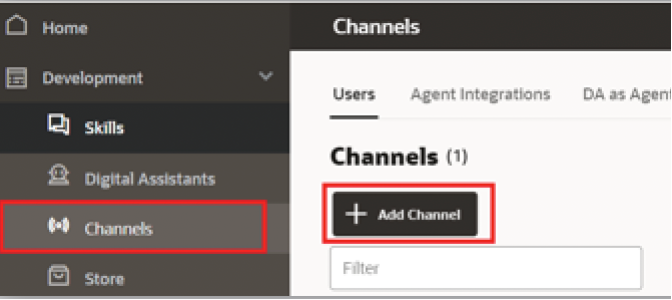 Home
Development
Skills
Digital Assistants
Channels
Store
Channels
Users Agent Integrations DA as Agent
Channels (1)
+ Add Channel
Filter